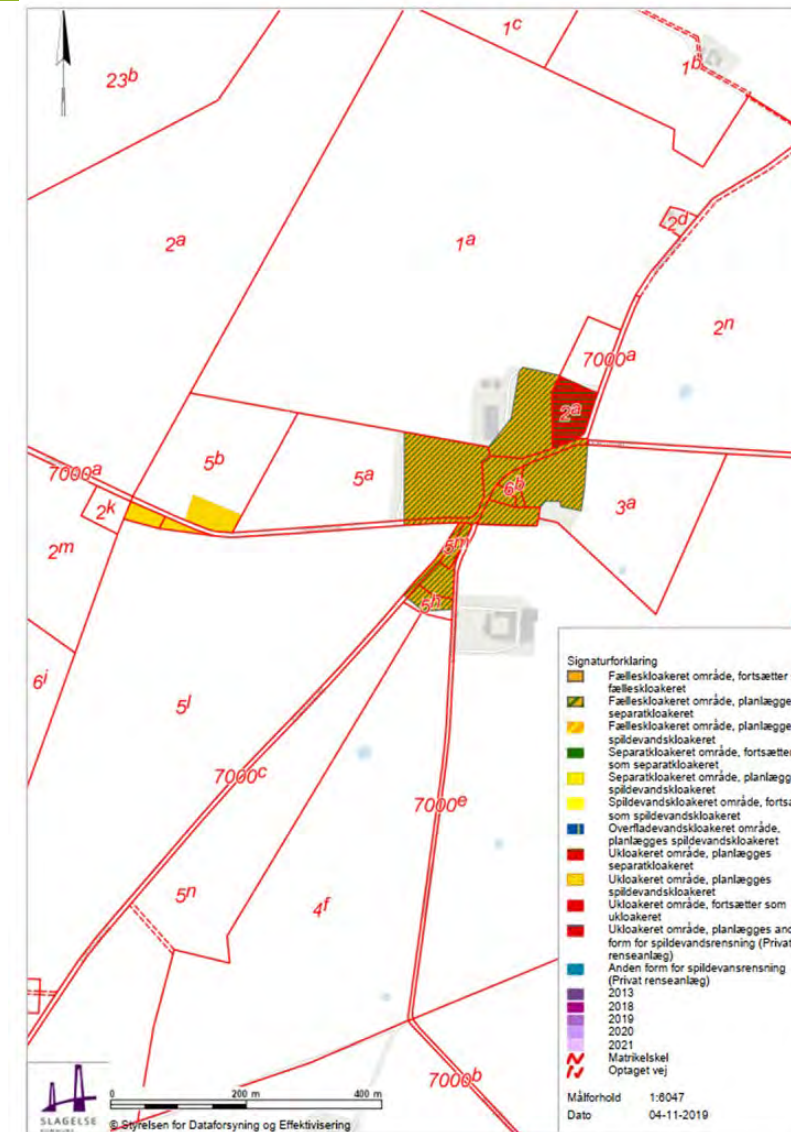 1c
23b
1b
2d
2a
1a
2n
7000a
2a
5b
7000a
5a
6b
2k
3a
2m
5m
5h
6i
5l
7000c
7000e
5n
4f
7000b
Signaturforklaring
Fælleskloakeret område, fortsætter
fælleskloakeret
Fælleskloakeret område, planlægge
separatkloakeret
Fælleskloakeret område, planlægge
spildevandskloakeret
Separatkloakeret område, fortsætter
som separatkloakeret
Separatkloakeret område, planlægg
spildevandskloakeret
Spildevandskloakeret område, forts
som spildevandskloakeret
Overfladevandskloakeret område,
planlægges spildevandskloakeret
Ukloakeret område, planlægges
separatkloakeret
Ukloakeret område, planlægges
spildevandskloakeret
Ukloakeret område, fortsætter som
ukloakeret
Ukloakeret område, planlægges and
form for spildevandsrensning (Privat
renseanlæg)
Anden form for spildevansrensning
(Privat renseanlæg)
2013
2018
2019
2020
2021
Matrikelskel
Optaget vej
Målforhold 1:6047
Dato 04-11-2019
0 200 m 400 m
SLAGELSE
© Styrelsen for Dataforsyning og Effektivisering